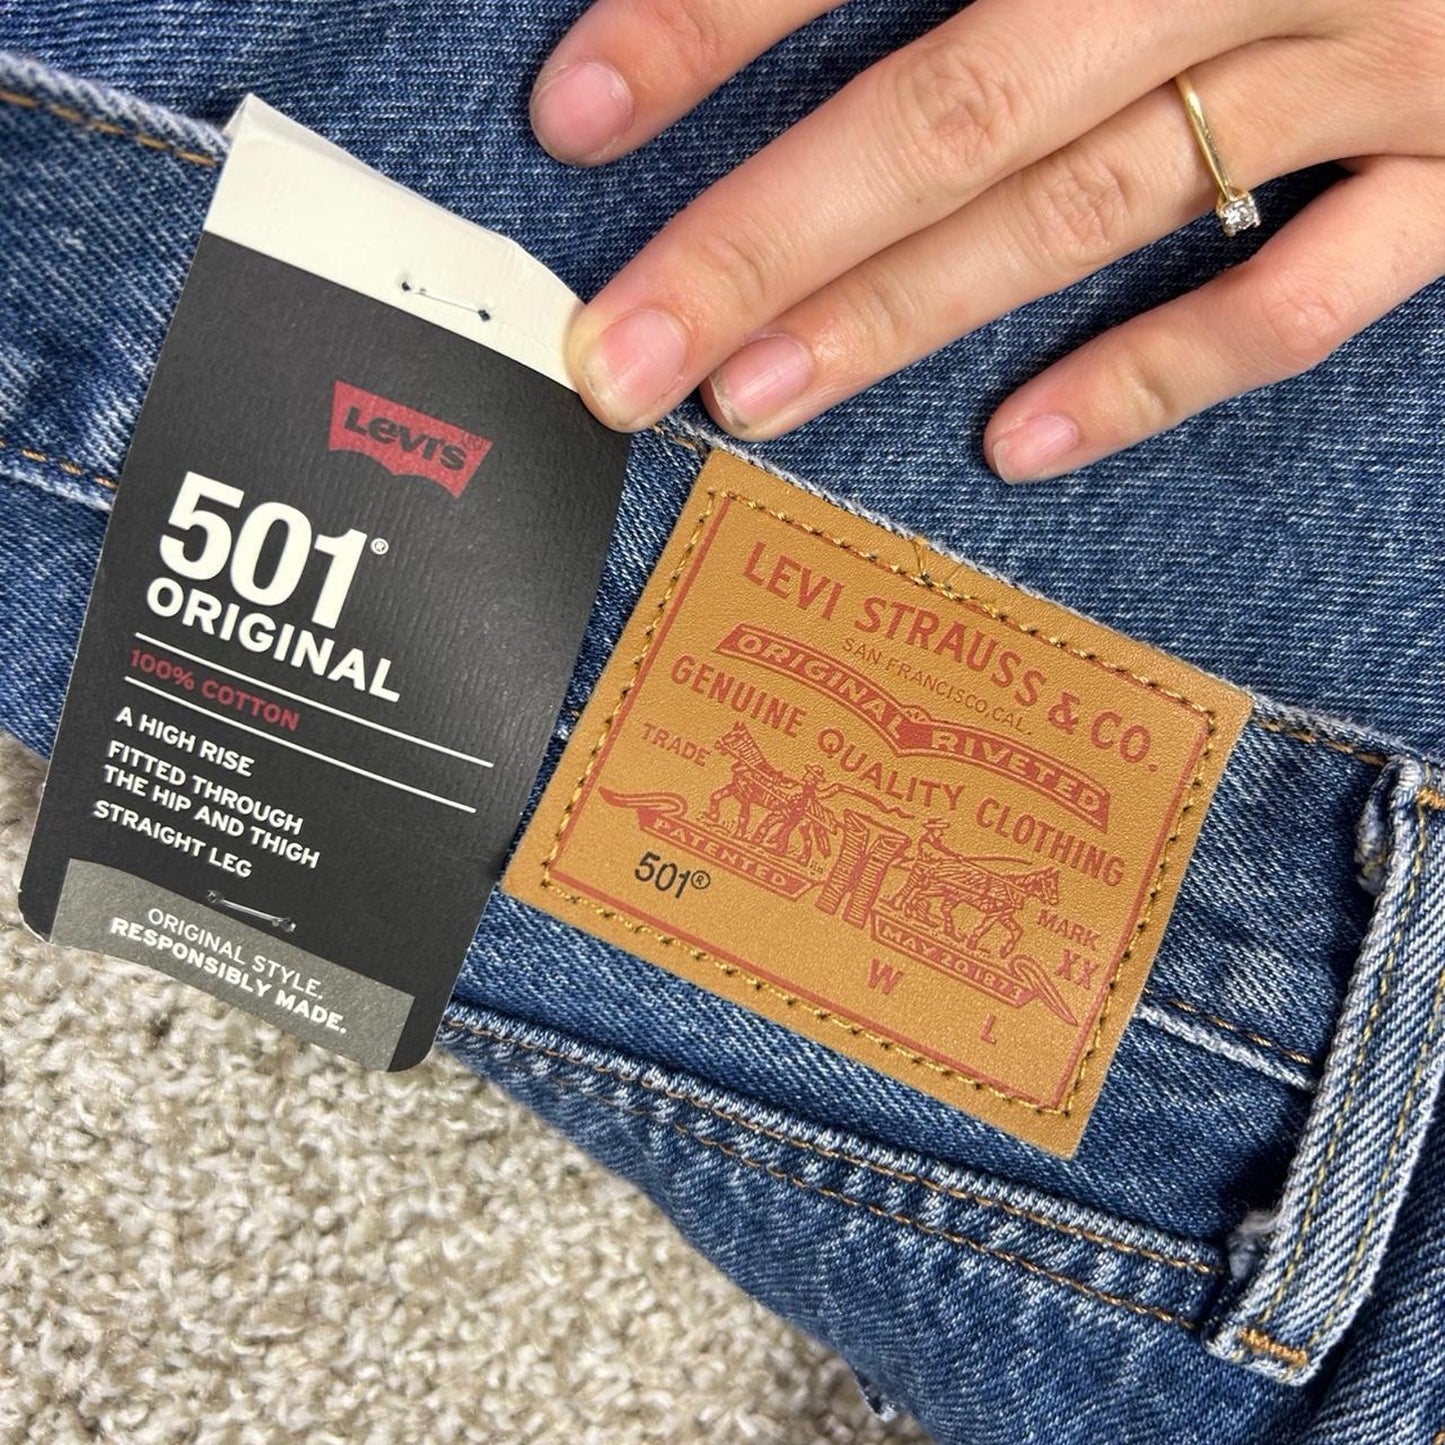 Levi's®
501®
ORIGINAL
100% COTTON
A HIGH RISE
FITTED THROUGH
THE HIP AND THIGH
STRAIGHT LEG
ORIGINAL STYLE.
RESPONSIBLY MADE.
LEVI STRAUSS & CO.
SAN FRANCISCO, CAL.
ORIGINAL RIVETED
GENUINE QUALITY CLOTHING
TRADE
MARK
PATENTED
MAY 20 1873
XX
501®
W
L